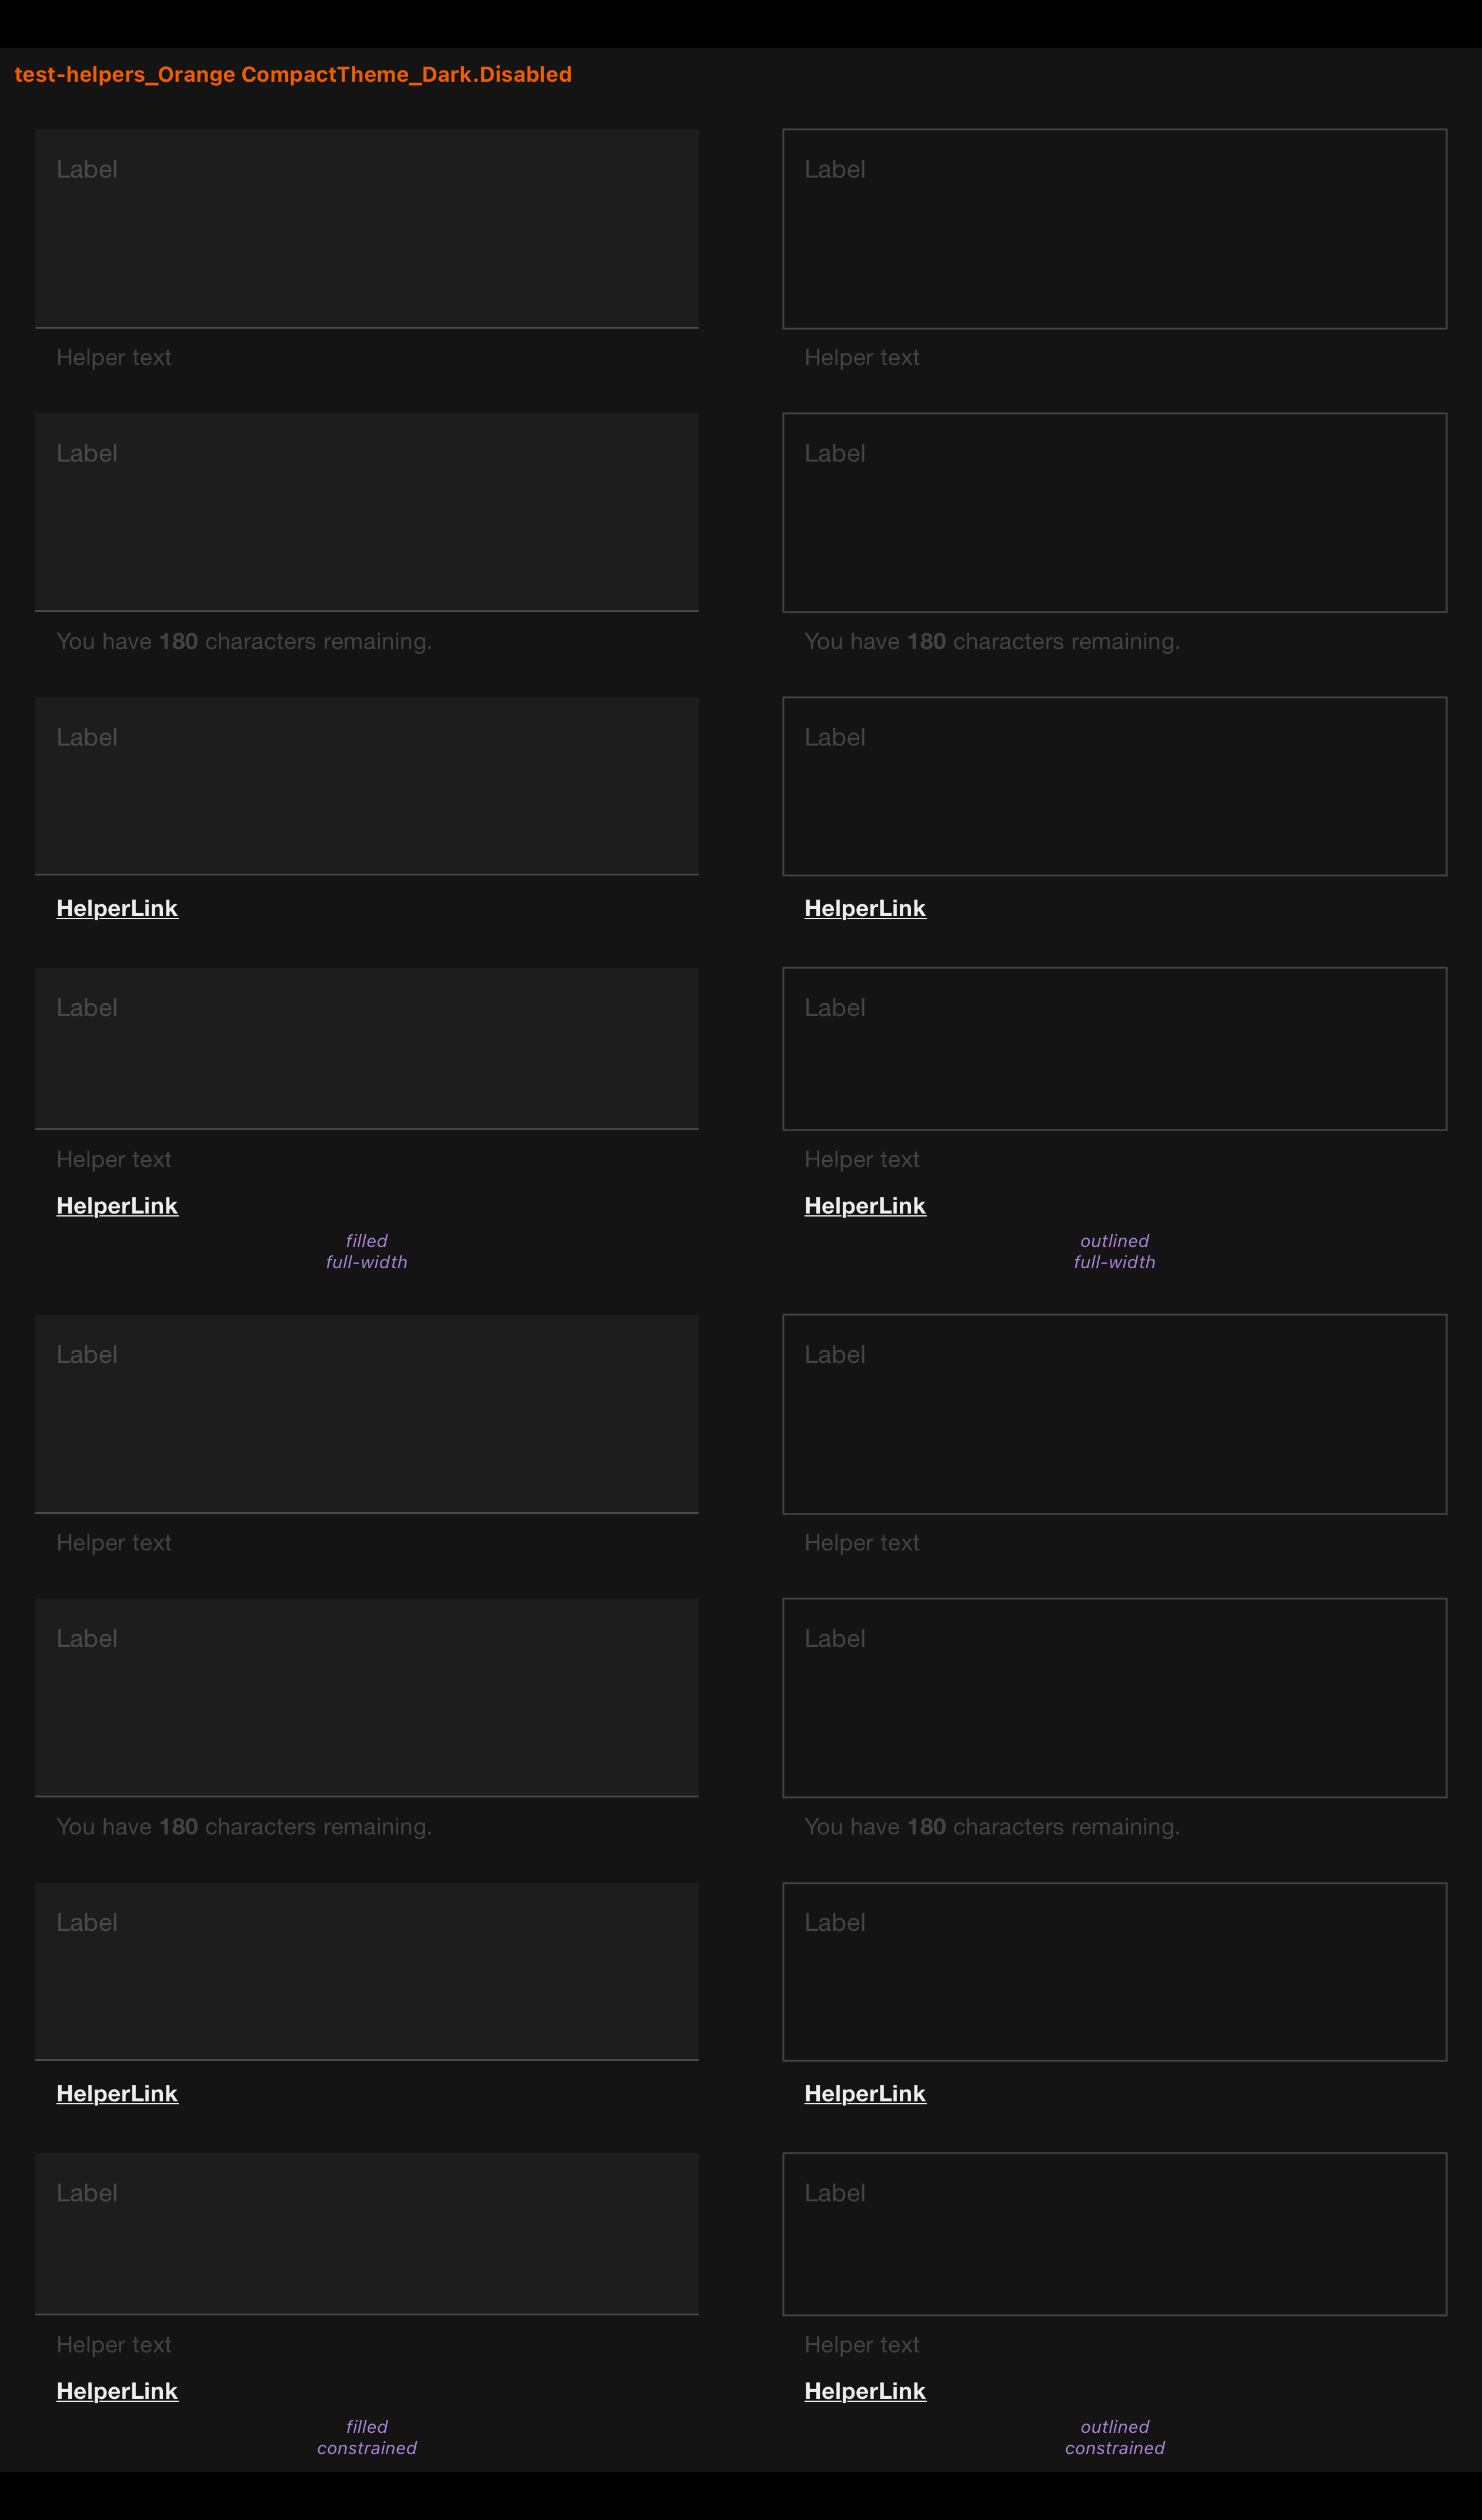 test-helpers_Orange CompactTheme_Dark.Disabled
Label
Label
Helper text
Helper text
Label
Label
You have 180 characters remaining.
You have 180 characters remaining.
Label
Label
HelperLink
HelperLink
Label
Label
Helper text
Helper text
HelperLink
HelperLink
filled
full-width
outlined
full-width
Label
Label
Helper text
Helper text
Label
Label
You have 180 characters remaining.
You have 180 characters remaining.
Label
Label
HelperLink
HelperLink
Label
Label
Helper text
Helper text
HelperLink
HelperLink
filled
constrained
outlined
constrained